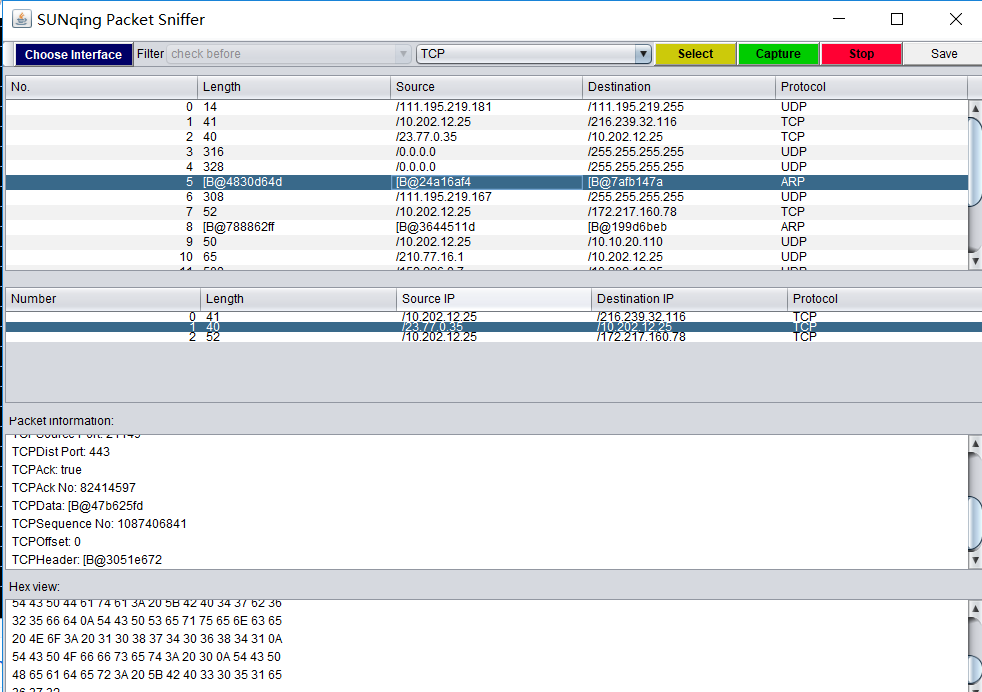 SUNqing Packet Sniffer
Choose Interface Filter check before TCP Select Capture Stop Save
No. Length Source Destination Protocol
0 14 /111.195.219.181 /111.195.219.255 UDP
1 41 /10.202.12.25 /216.239.32.116 TCP
2 40 /23.77.0.35 /10.202.12.25 TCP
3 316 /0.0.0.0 /255.255.255.255 UDP
4 328 /0.0.0.0 /255.255.255.255 UDP
5 [B@4830d64d [B@24a16af4 [B@7afb147a ARP
6 308 /111.195.219.167 /255.255.255.255 UDP
7 52 /10.202.12.25 /172.217.160.78 TCP
8 [B@788862ff [B@3644511d [B@199d6beb ARP
9 50 /10.202.12.25 /10.10.20.110 UDP
10 65 /210.77.16.1 /10.202.12.25 UDP
Number Length Source IP Destination IP Protocol
0 41 /10.202.12.25 /216.239.32.116 TCP
1 40 /23.77.0.35 /10.202.12.25 TCP
2 52 /10.202.12.25 /172.217.160.78 TCP
Packet information:
TCPSource Port: 21149
TCPDist Port: 443
TCPAck: true
TCPAck No: 82414597
TCPData: [B@47b625fd
TCPSequence No: 1087406841
TCPOffset: 0
TCPHeader: [B@3051e672
Hex view:
54 43 50 44 61 74 61 3A 20 5B 42 40 34 37 62 36
32 35 66 64 0A 54 43 50 53 65 71 75 65 6E 63 65
20 4E 6F 3A 20 31 30 38 37 34 30 36 38 34 31 0A
54 43 50 4F 66 66 73 65 74 3A 20 30 0A 54 43 50
48 65 61 64 65 72 3A 20 5B 42 40 33 30 35 31 65
36 37 32